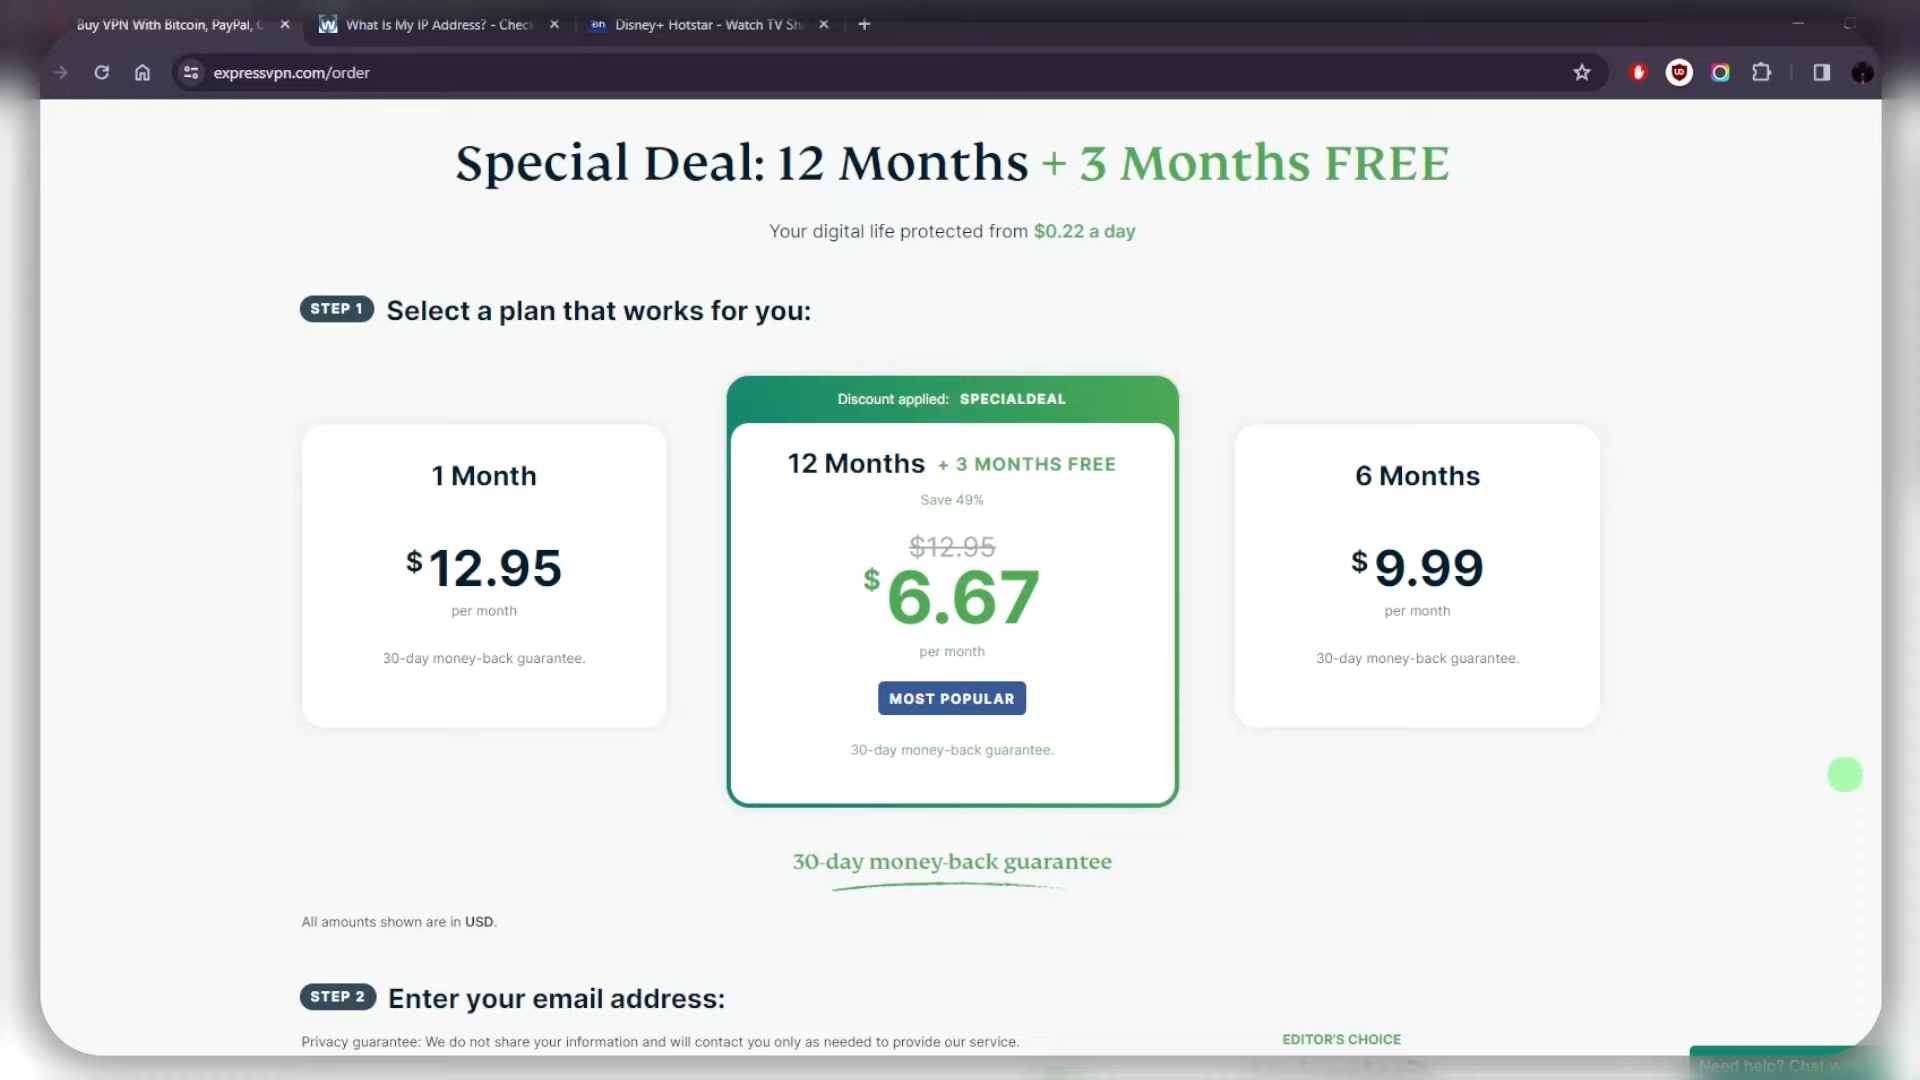 Buy VPN With Bitcoin, PayPal,
What Is My IP Address? - Check
Disney+ Hotstar - Watch TV Sh
expressvpn.com/order
Special Deal: 12 Months + 3 Months FREE
Your digital life protected from $0.22 a day
STEP 1 Select a plan that works for you:
Discount applied: SPECIALDEAL
1 Month
$12.95
per month
30-day money-back guarantee.
12 Months + 3 MONTHS FREE
Save 49%
$12.95
$6.67
per month
MOST POPULAR
30-day money-back guarantee.
6 Months
$9.99
per month
30-day money-back guarantee.
30-day money-back guarantee
All amounts shown are in USD.
STEP 2 Enter your email address:
Privacy guarantee: We do not share your information and will contact you only as needed to provide our service.
EDITOR'S CHOICE
Need help? Chat with